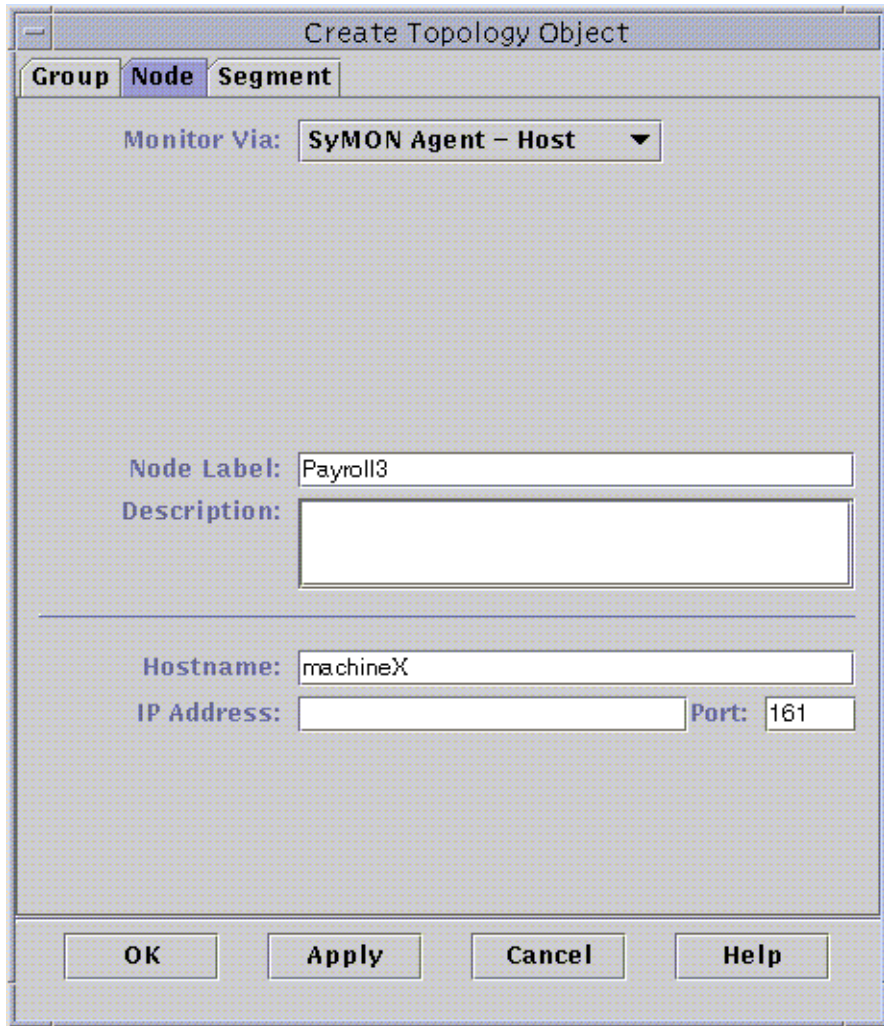 Create Topology Object
Group Node Segment
Monitor Via: SyMON Agent – Host
Node Label: Payroll3
Description:
Hostname: machineX
IP Address: Port: 161
OK Apply Cancel Help